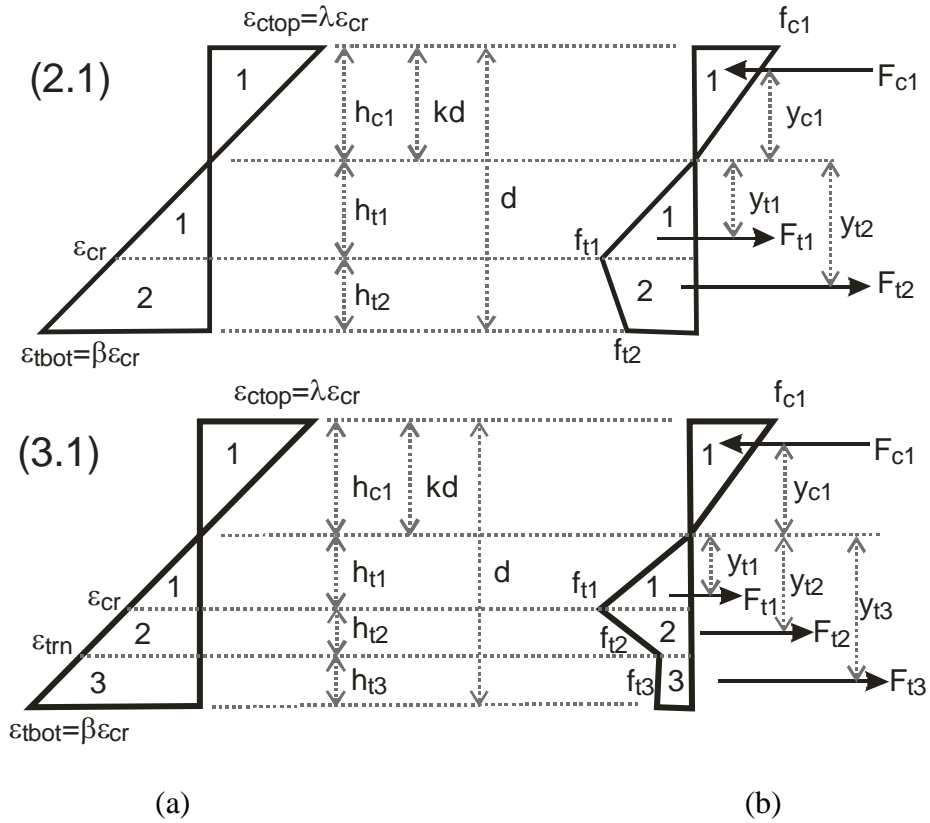 εctop=λεcr
fc1
(2.1)
1
1
Fc1
hc1
kd
yc1
d
1
ht1
1
yt1
yt2
εcr
ft1
Ft1
2
ht2
2
Ft2
εtbot=βεcr
ft2
εctop=λεcr
fc1
(3.1)
1
1
Fc1
hc1
kd
yc1
1
ht1
d
ft1
1
yt1
yt2
yt3
εcr
Ft1
2
ht2
ft2
2
Ft2
εtrn
3
ht3
ft3
3
Ft3
εtbot=βεcr
(a)
(b)